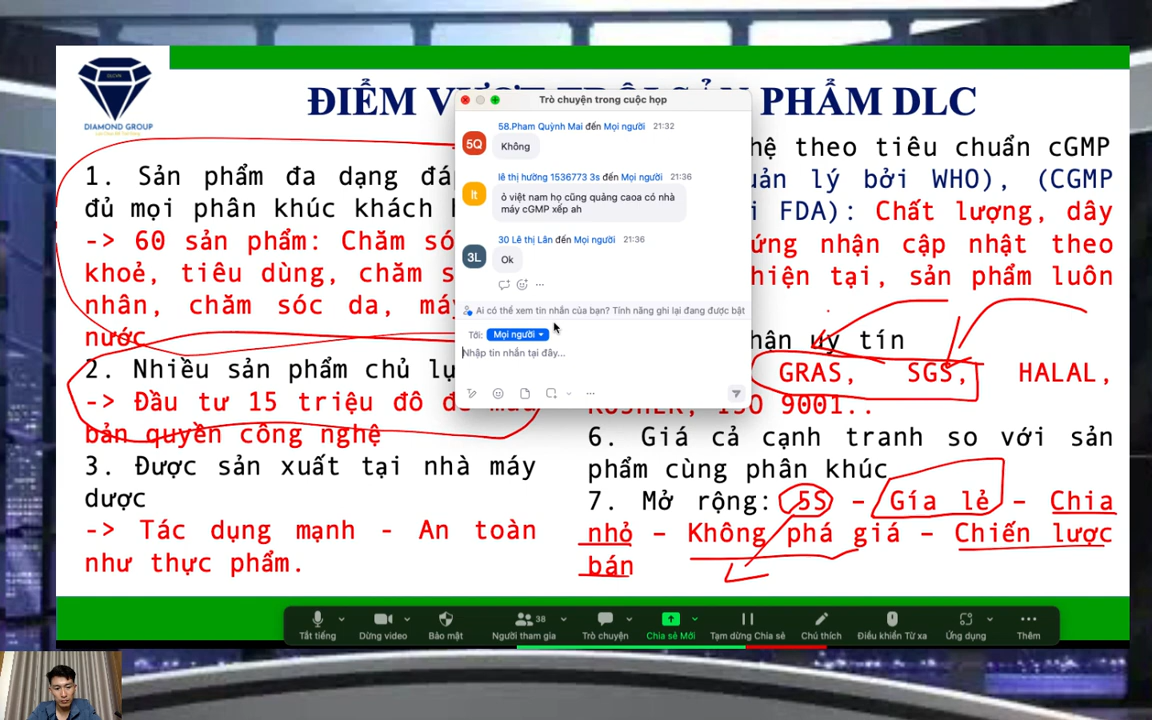 DLCVN
DIAMOND GROUP
ĐIỂM
PHẨM DLC
1. Sản phẩm đa dạng
đủ mọi phân khúc khách
-> 60 sản phẩm: Chăm
khoẻ, tiêu dùng, chăm
nhân, chăm sóc da,
nước
2. Nhiều sản phẩm chủ
-> Đầu tư 15 triệu đô
bản quyền công nghệ
3. Được sản xuất tại nhà máy
dược
-> Tác dụng mạnh - An toàn
như thực phẩm.
Trò chuyện trong cuộc họp
58.Pham Quỳnh Mai đến Mọi người 21:32
5Q
Không
lê thị hường 1536773 3s đến Mọi người 21:36
lt
ỏ việt nam họ cũng quảng caoa có nhà
máy cGMP xếp ah
30 Lê thị Lân đến Mọi người 21:36
3L
Ok
Ai có thể xem tin nhắn của bạn? Tính năng ghi lại đang được bật
Tới: Mọi người
Nhập tin nhắn tại đây...
hệ theo tiêu chuẩn cGMP
lý bởi WHO), (CGMP
FDA): Chất lượng, dây
nhận cập nhật theo
hiện tại, sản phẩm luôn
uy tín
GRAS, SGS, HALAL,
ISO 9001..
6. Giá cả cạnh tranh so với sản
phẩm cùng phân khúc
7. Mở rộng: 5S – Gía lẻ – Chia
nhỏ – Không phá giá – Chiến lược
bán
Tắt tiếng
Dừng video
Bảo mật
38
Người tham gia
Trò chuyện
Chia sẻ Mới
Tạm dừng Chia sẻ
Chú thích
Điều khiển Từ xa
Ứng dụng
Thêm